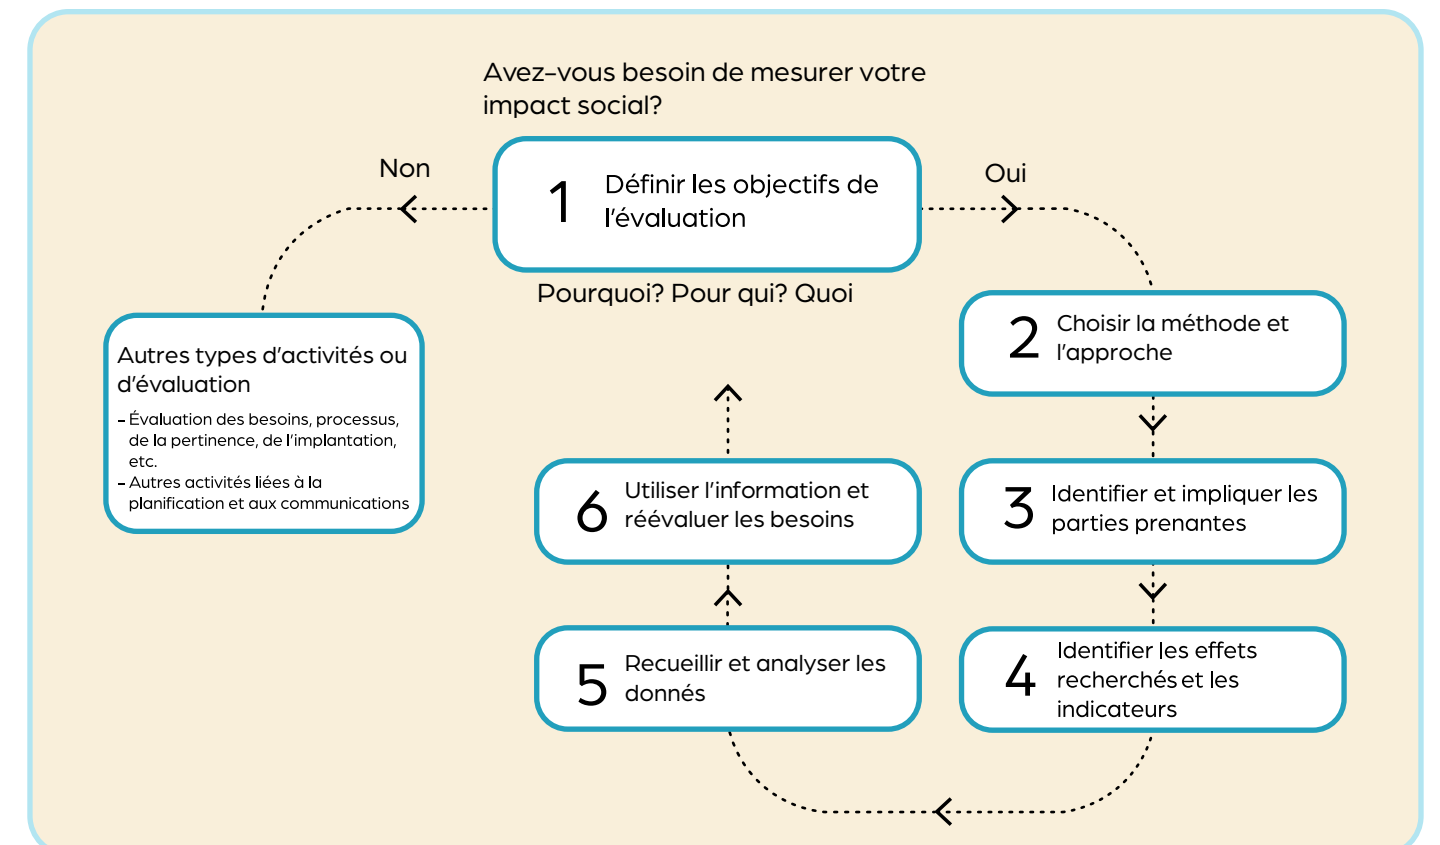 Avez-vous besoin de mesurer votre
impact social?
Non
1
Définir les objectifs de
l'évaluation
Oui
Pourquoi? Pour qui? Quoi
2
Choisir la méthode et
l'approche
Autres types d'activités ou
d'évaluation
- Évaluation des besoins, processus,
de la pertinence, de l'implantation,
etc.
- Autres activités liées à la
planification et aux communications
3
Identifier et impliquer les
parties prenantes
4
Identifier les effets
recherchés et les
indicateurs
5
Recueillir et analyser les
donnés
6
Utiliser l'information et
réévaluer les besoins